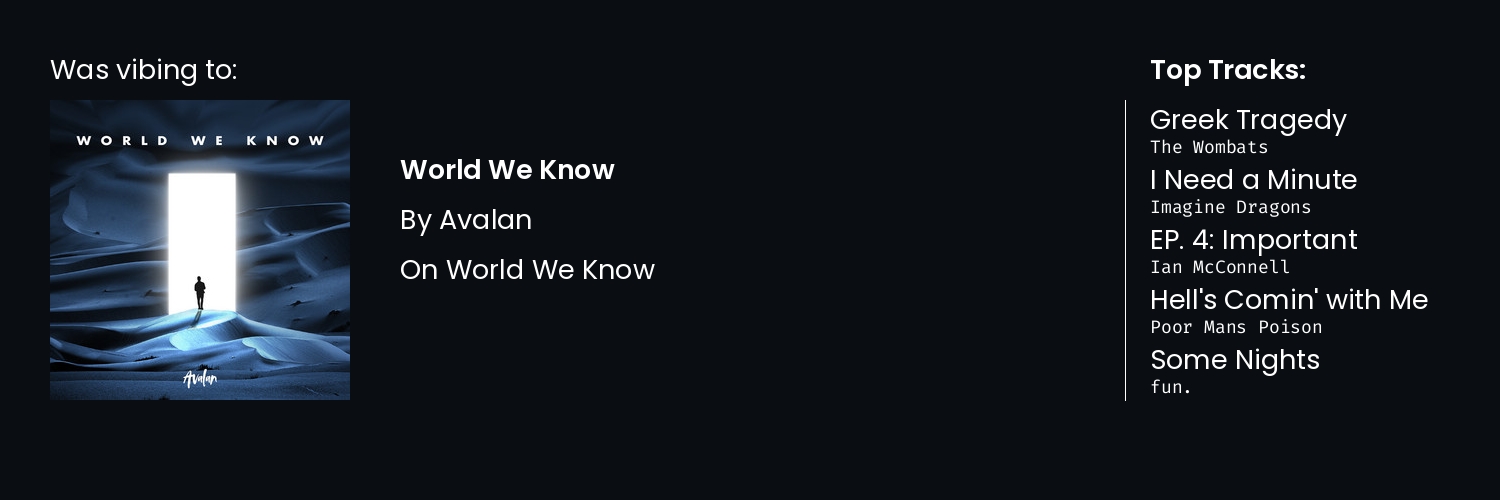 Was vibing to:
WORLD WE KNOW
Avalan
World We Know
By Avalan
On World We Know
Top Tracks:
Greek Tragedy
The Wombats
I Need a Minute
Imagine Dragons
EP. 4: Important
Ian McConnell
Hell's Comin' with Me
Poor Mans Poison
Some Nights
fun.